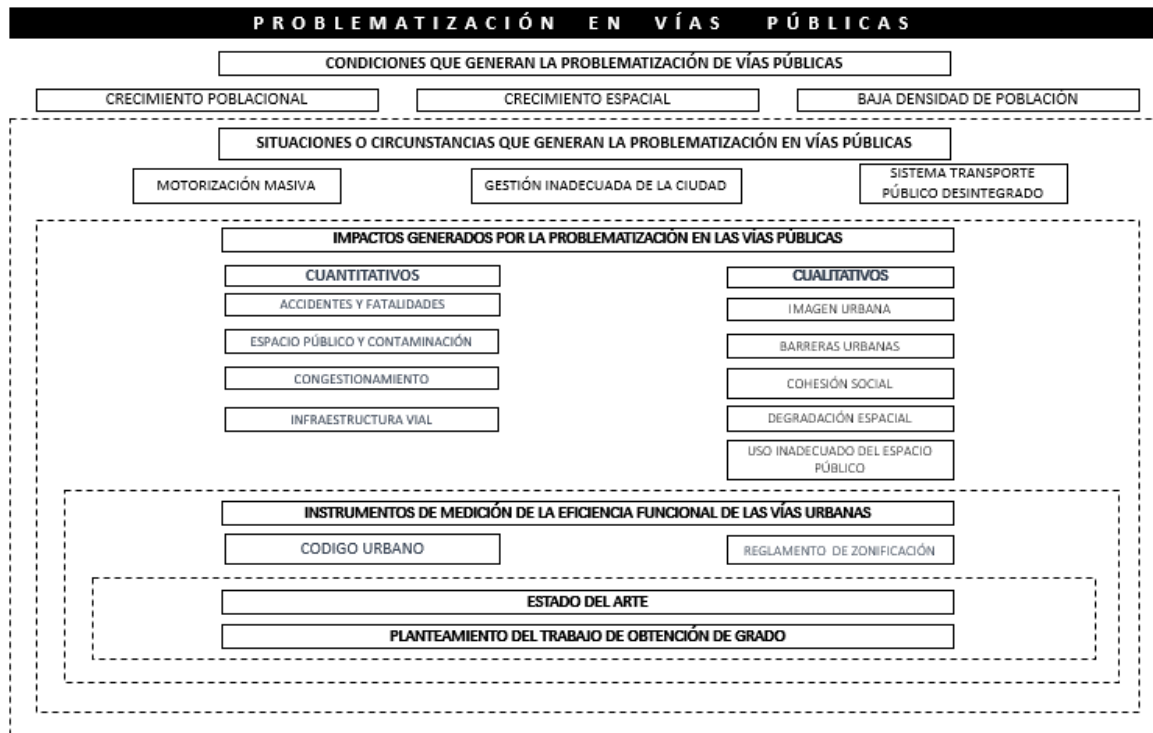 PROBLEMATIZACIÓN EN VÍAS PÚBLICAS
CONDICIONES QUE GENERAN LA PROBLEMATIZACIÓN DE VÍAS PÚBLICAS
CRECIMIENTO POBLACIONAL
CRECIMIENTO ESPACIAL
BAJA DENSIDAD DE POBLACIÓN
SITUACIONES O CIRCUNSTANCIAS QUE GENERAN LA PROBLEMATIZACIÓN EN VÍAS PÚBLICAS
MOTORIZACIÓN MASIVA
GESTIÓN INADECUADA DE LA CIUDAD
SISTEMA TRANSPORTE
PÚBLICO DESINTEGRADO
IMPACTOS GENERADOS POR LA PROBLEMATIZACIÓN EN LAS VÍAS PÚBLICAS
CUANTITATIVOS
ACCIDENTES Y FATALIDADES
ESPACIO PÚBLICO Y CONTAMINACIÓN
CONGESTIONAMIENTO
INFRAESTRUCTURA VIAL
CUALITATIVOS
IMAGEN URBANA
BARRERAS URBANAS
COHESIÓN SOCIAL
DEGRADACIÓN ESPACIAL
USO INADECUADO DEL ESPACIO
PÚBLICO
INSTRUMENTOS DE MEDICIÓN DE LA EFICIENCIA FUNCIONAL DE LAS VÍAS URBANAS
CODIGO URBANO
REGLAMENTO DE ZONIFICACIÓN
ESTADO DEL ARTE
PLANTEAMIENTO DEL TRABAJO DE OBTENCIÓN DE GRADO